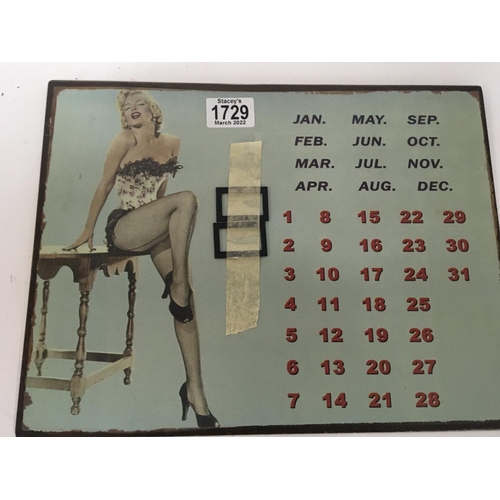 Stacey's
1729
March 2022
JAN. MAY. SEP.
FEB. JUN. OCT.
MAR. JUL. NOV.
APR. AUG. DEC.
1 8 15 22 29
2 9 16 23 30
3 10 17 24 31
4 11 18 25
5 12 19 26
6 13 20 27
7 14 21 28